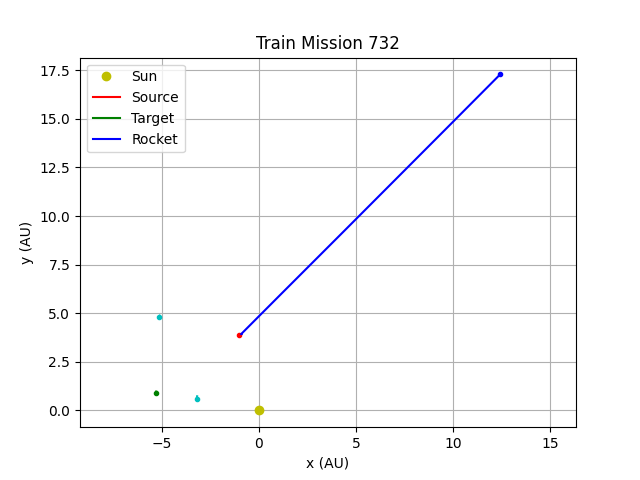 Train Mission 732
Sun
Source
Target
Rocket
17.5
15.0
12.5
10.0
7.5
5.0
2.5
0.0
y (AU)
−5
0
5
10
15
x (AU)